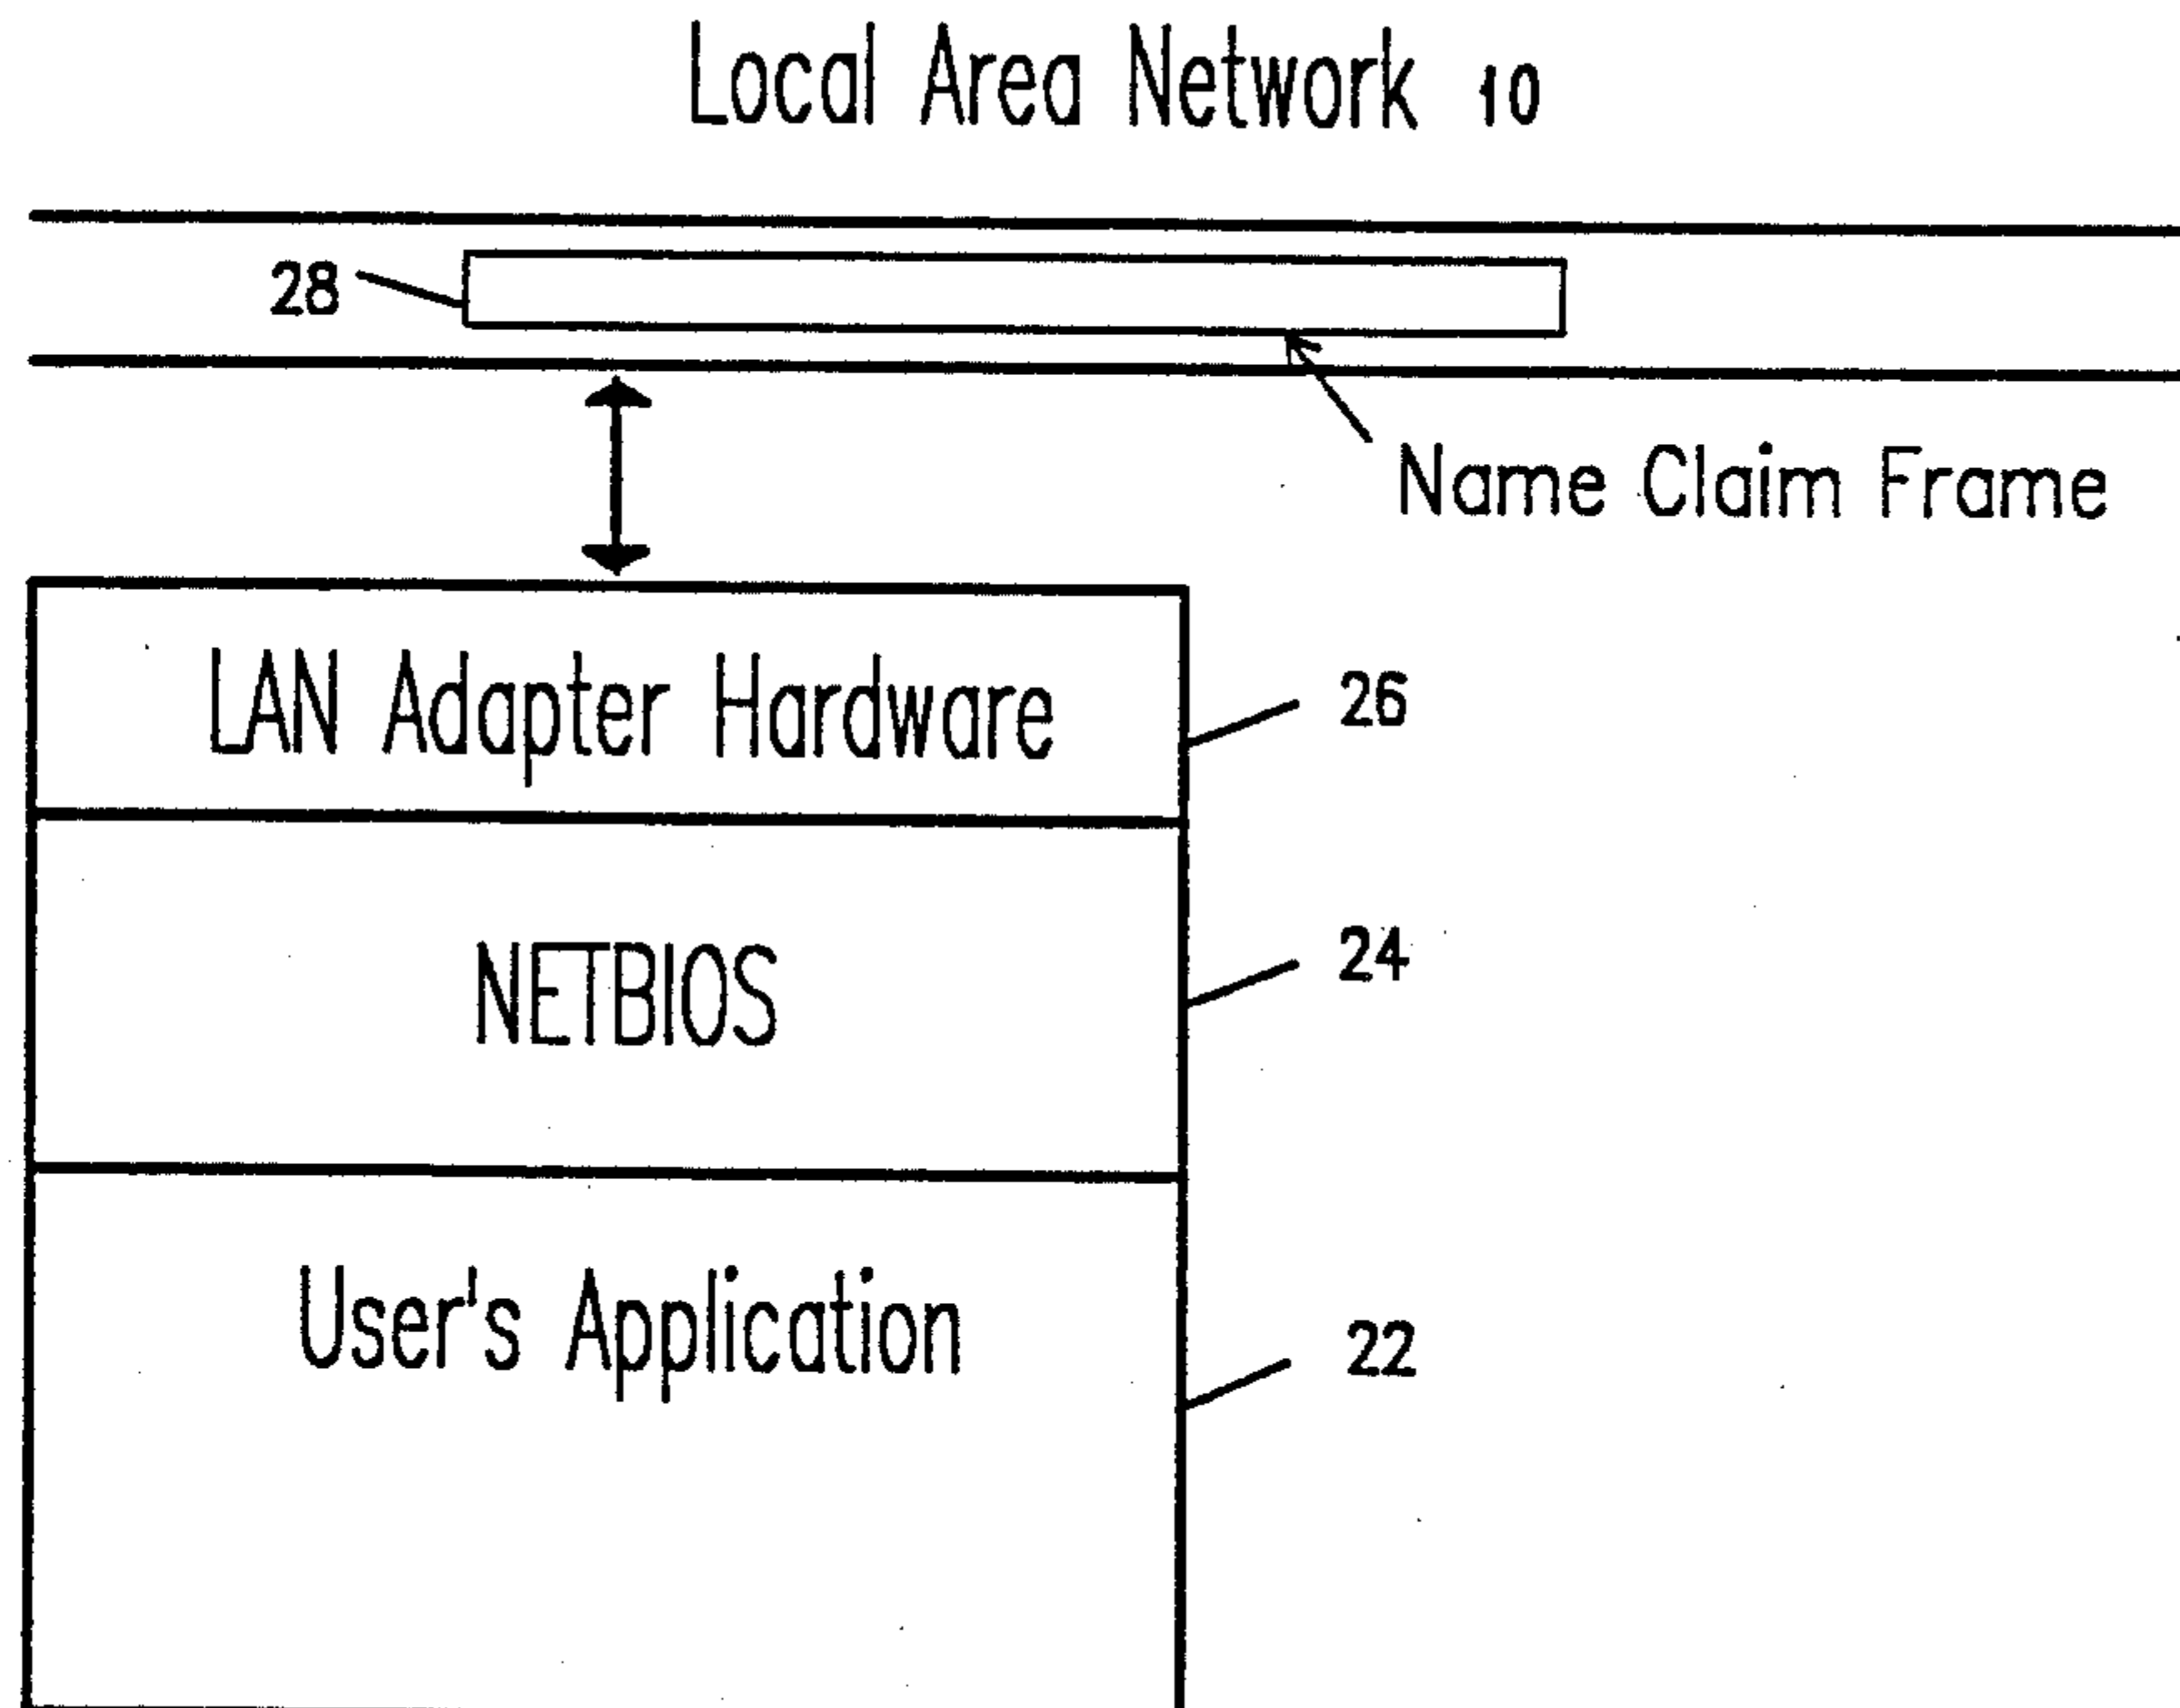 Local Area Network 10
28
Name Claim Frame
LAN Adapter Hardware
26
NETBIOS
24
User's Application
22